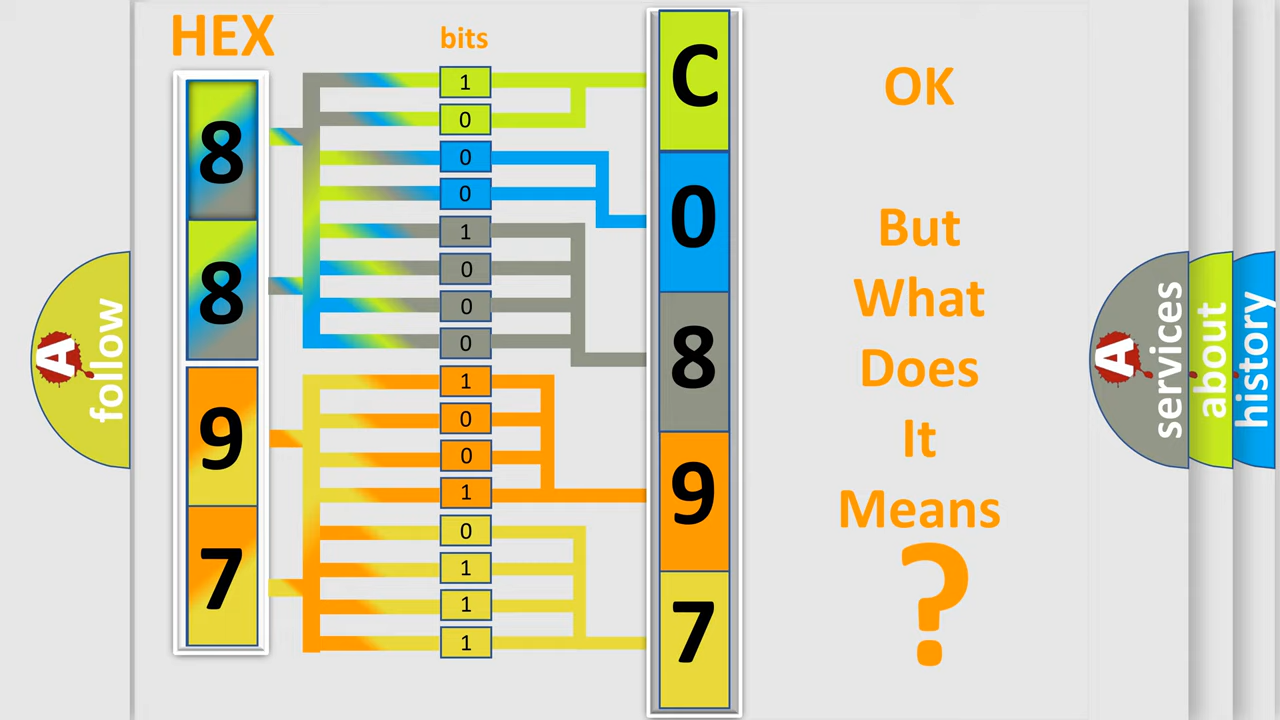 HEX
bits
8
8
9
7
1
0
0
0
1
0
0
0
1
0
0
1
0
1
1
1
C
0
8
9
7
OK
But
What
Does
It
Means
?
A
follow
A
services
about
history